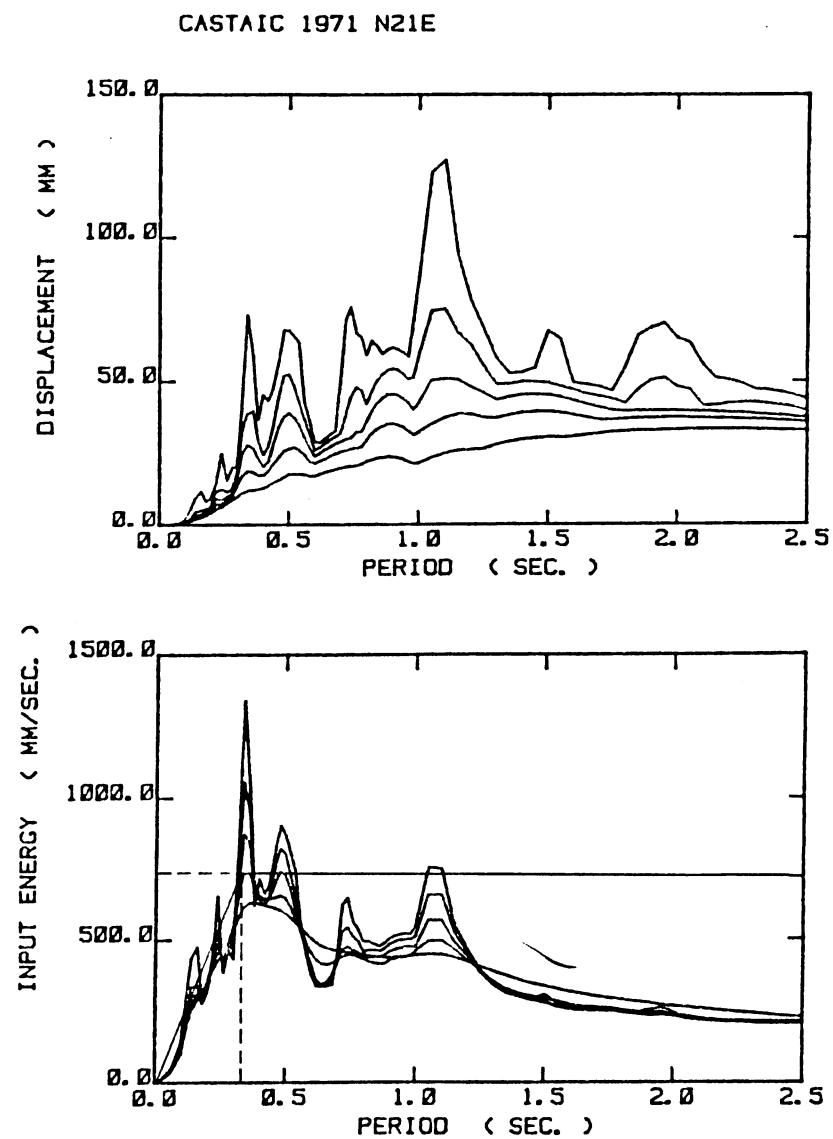 CASTAIC 1971 N21E
150.0
100.0
50.0
0.0
DISPLACEMENT ( MM )
0.0 0.5 1.0 1.5 2.0 2.5
PERIOD ( SEC. )
1500.0
1000.0
500.0
0.0
INPUT ENERGY ( MM/SEC. )
0.0 0.5 1.0 1.5 2.0 2.5
PERIOD ( SEC. )